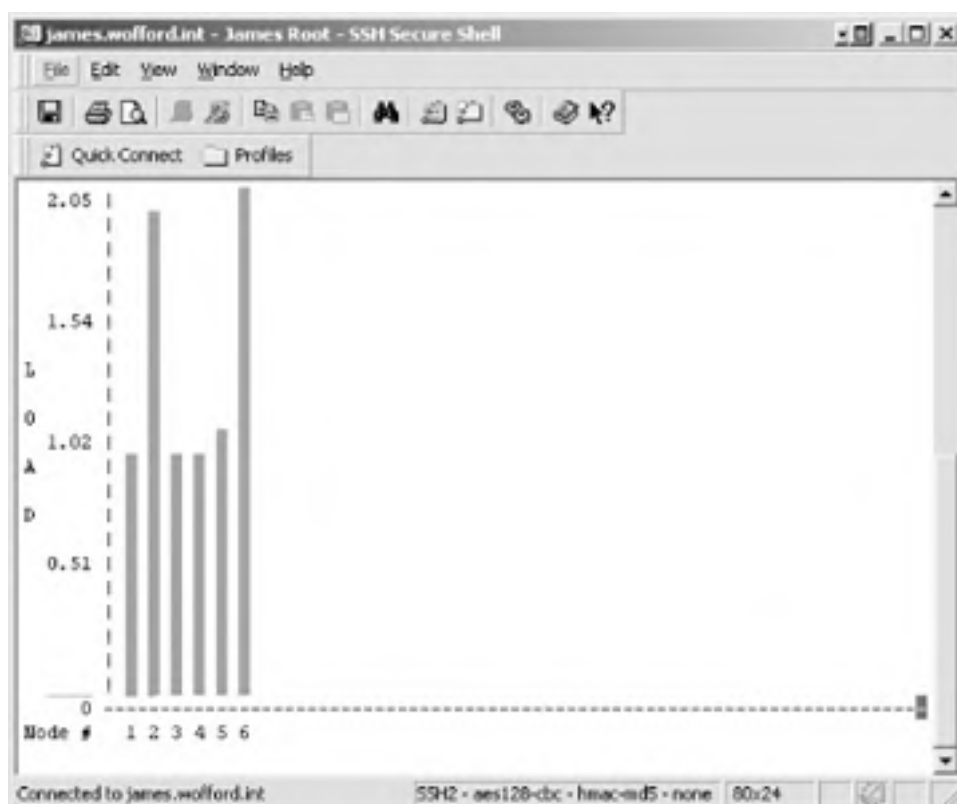 james.wofford.int - James Root - SSH Secure Shell
File Edit View Window Help
Quick Connect Profiles
2.05
1.54
L
O
1.02
A
D
0.51
0
Node # 1 2 3 4 5 6
Connected to james.wofford.int SSH2 - aes128-cbc - hmac-md5 - none 80x24